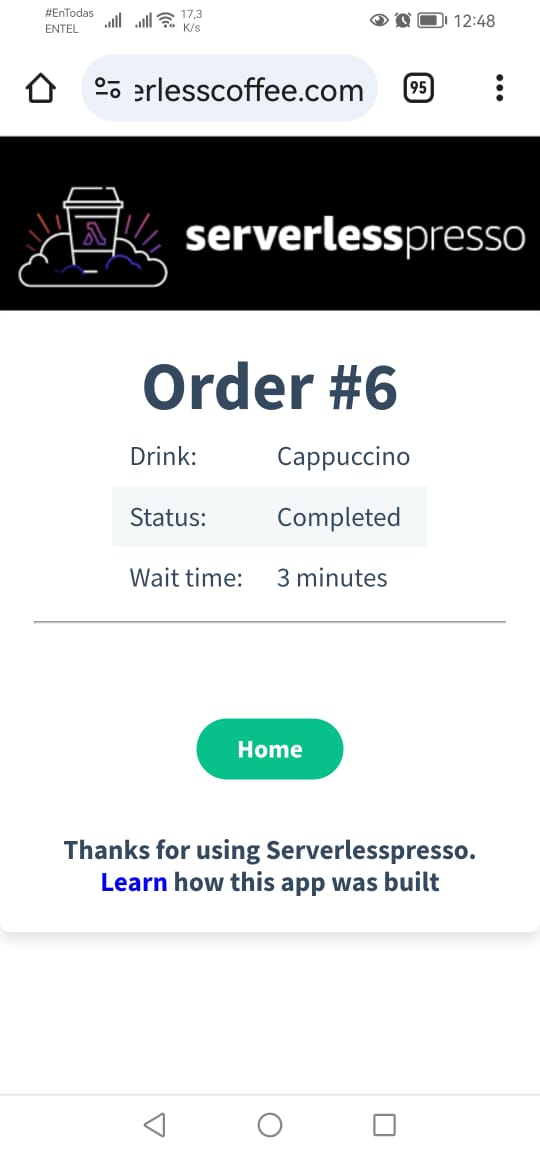 #EnTodas
ENTEL
17,3
K/s
12:48
erlesscoffee.com
95
serverlesspresso
Order #6
Drink: Cappuccino
Status: Completed
Wait time: 3 minutes
Home
Thanks for using Serverlesspresso.
Learn how this app was built